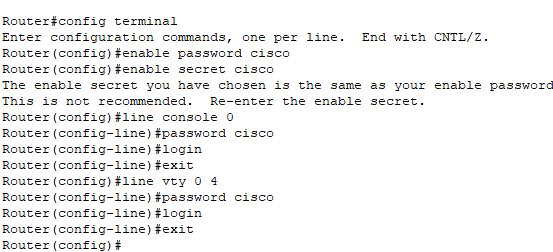 Router#config terminal
Enter configuration commands, one per line.  End with CNTL/Z.
Router(config)#enable password cisco
Router(config)#enable secret cisco
The enable secret you have chosen is the same as your enable password
This is not recommended.  Re-enter the enable secret.
Router(config)#line console 0
Router(config-line)#password cisco
Router(config-line)#login
Router(config-line)#exit
Router(config)#line vty 0 4
Router(config-line)#password cisco
Router(config-line)#login
Router(config-line)#exit
Router(config)#